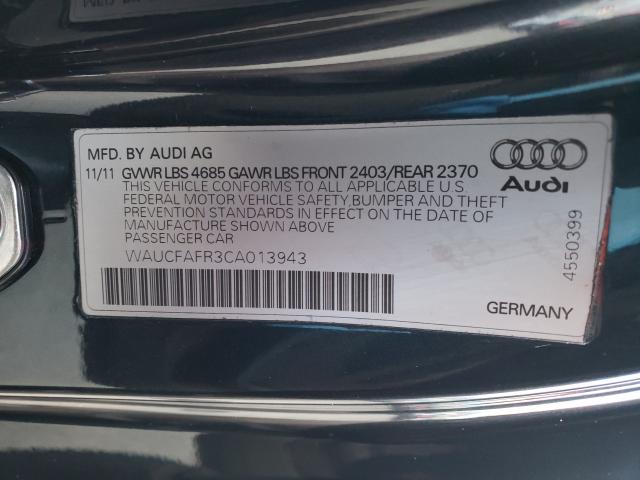 MFD. BY AUDI AG
11/11 GVWR LBS 4685 GAWR LBS FRONT 2403/REAR 2370
THIS VEHICLE CONFORMS TO ALL APPLICABLE U.S.
FEDERAL MOTOR VEHICLE SAFETY,BUMPER AND THEFT
PREVENTION STANDARDS IN EFFECT ON THE DATE OF
MANUFACTURE SHOWN ABOVE
PASSENGER CAR
WAUCFAFR3CA013943
Audi
4550399
GERMANY